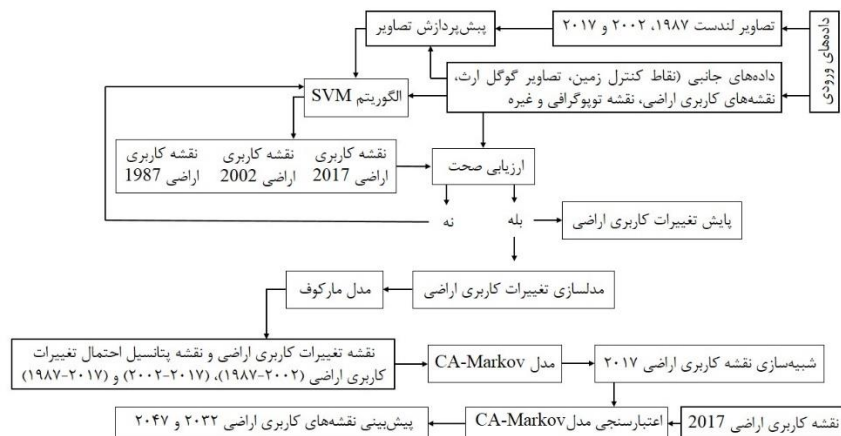 داده‌های ورودی
تصاویر لندست ۱۹۸۷، ۲۰۰۲ و ۲۰۱۷
پیش‌پردازش تصاویر
داده‌های جانبی (نقاط کنترل زمین، تصاویر گوگل ارث،
نقشه‌های کاربری اراضی، نقشه توپوگرافی و غیره
الگوریتم SVM
نقشه کاربری
اراضی 2017
نقشه کاربری
اراضی 2002
نقشه کاربری
اراضی 1987
ارزیابی صحت
بله
نه
پایش تغییرات کاربری اراضی
مدلسازی تغییرات کاربری اراضی
مدل مارکوف
نقشه تغییرات کاربری اراضی و نقشه پتانسیل احتمال تغییرات
کاربری اراضی (۲۰۰۲-۱۹۸۷)، (۲۰۱۷-۲۰۰۲) و (۲۰۱۷-۱۹۸۷)
مدل CA-Markov
شبیه‌سازی نقشه کاربری اراضی ۲۰۱۷
نقشه کاربری اراضی 2017
اعتبارسنجی مدلCA-Markov
پیش‌بینی نقشه‌های کاربری اراضی ۲۰۳۲ و ۲۰۴۷